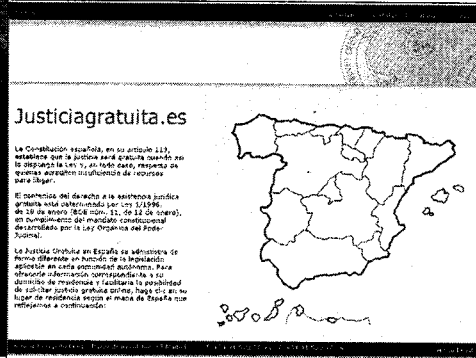 Justiciagratuita.es
La Constitución española, en su artículo 119,
establece que la justicia será gratuita cuando así
lo disponga la Ley y, en todo caso, respecto de
quienes acrediten insuficiencia de recursos
para litigar.
El contenido del derecho a la asistencia jurídica
gratuita está determinado por Ley 1/1996,
de 10 de enero (BOE núm. 11, de 12 de enero),
en cumplimiento del mandato constitucional
desarrollado por la Ley Orgánica del Poder
Judicial.
La Justicia Gratuita en España se administra de
forma diferente en función de la legislación
aplicable en cada comunidad autónoma. Para
ofrecerle información correspondiente a su
domicilio de residencia y facilitarle la posibilidad
de solicitar justicia gratuita online, haga clic en su
lugar de residencia según el mapa de España que
reflejamos a continuación: